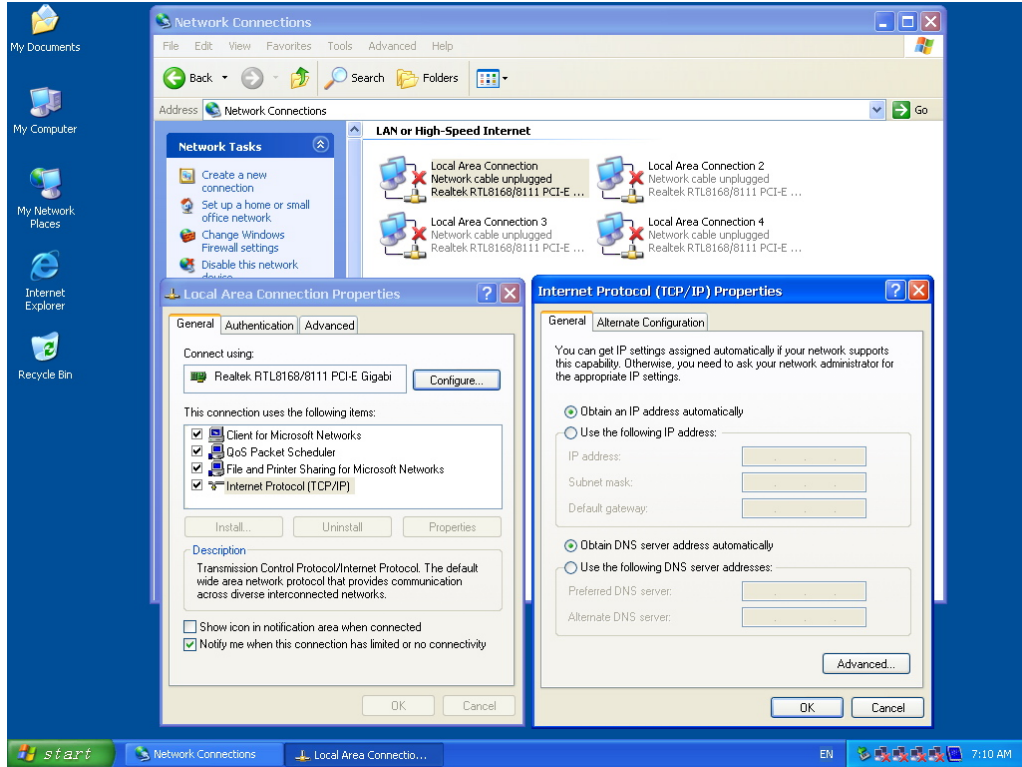 My Documents
My Computer
My Network
Places
Internet
Explorer
Recycle Bin
Network Connections
File Edit View Favorites Tools Advanced Help
Back Search Folders
Address Network Connections Go
Network Tasks
Create a new
connection
Set up a home or small
office network
Change Windows
Firewall settings
Disable this network
device
LAN or High-Speed Internet
Local Area Connection
Network cable unplugged
Realtek RTL8168/8111 PCI-E ...
Local Area Connection 2
Network cable unplugged
Realtek RTL8168/8111 PCI-E ...
Local Area Connection 3
Network cable unplugged
Realtek RTL8168/8111 PCI-E ...
Local Area Connection 4
Network cable unplugged
Realtek RTL8168/8111 PCI-E ...
Local Area Connection Properties
General Authentication Advanced
Connect using:
Realtek RTL8168/8111 PCI-E Gigabi
Configure...
This connection uses the following items:
Client for Microsoft Networks
QoS Packet Scheduler
File and Printer Sharing for Microsoft Networks
Internet Protocol (TCP/IP)
Install... Uninstall Properties
Description
Transmission Control Protocol/Internet Protocol. The default
wide area network protocol that provides communication
across diverse interconnected networks.
Show icon in notification area when connected
Notify me when this connection has limited or no connectivity
OK Cancel
Internet Protocol (TCP/IP) Properties
General Alternate Configuration
You can get IP settings assigned automatically if your network supports
this capability. Otherwise, you need to ask your network administrator for
the appropriate IP settings.
Obtain an IP address automatically
Use the following IP address:
IP address:
Subnet mask:
Default gateway:
Obtain DNS server address automatically
Use the following DNS server addresses:
Preferred DNS server:
Alternate DNS server:
Advanced...
OK Cancel
start Network Connections Local Area Connectio... EN 7:10 AM